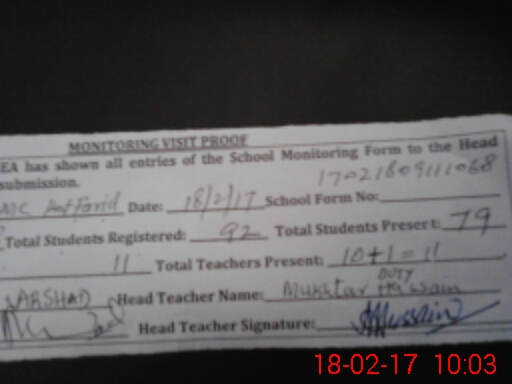 MONITORING VISIT PROOF
EA has shown all entries of the School Monitoring Form to the Head
submission. 17021809111068
MC Date: 18/2/17 School Form No:
Total Students Registered: 92 Total Students Present: 79
11 Total Teachers Present: 10+1=11
DUTY
ARSHAD Head Teacher Name: Mukhtar Hussain
Head Teacher Signature: Hussain
18-02-17 10:03